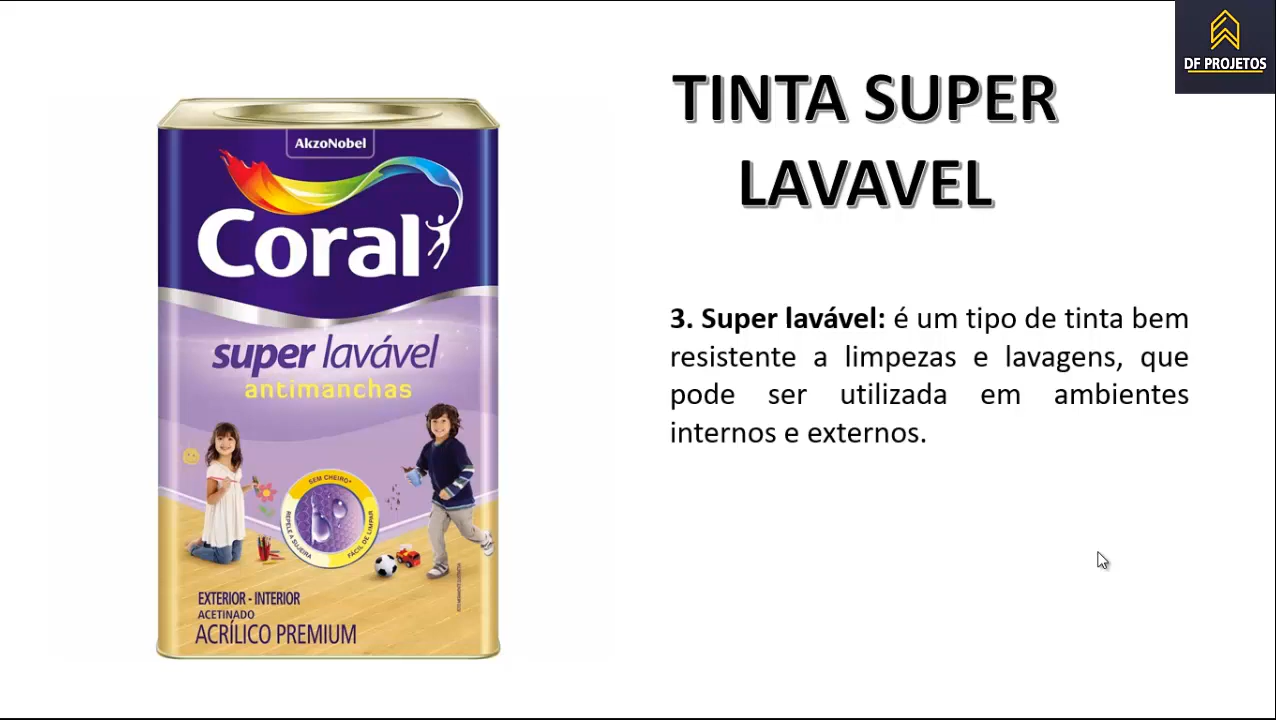 DF PROJETOS
TINTA SUPER
LAVAVEL
AkzoNobel
Coral
super lavável
antimanchas
SEM CHEIRO*
REPELE A SUJEIRA
FÁCIL DE LIMPAR
EXTERIOR - INTERIOR
ACETINADO
ACRÍLICO PREMIUM
3. Super lavável: é um tipo de tinta bem
resistente a limpezas e lavagens, que
pode ser utilizada em ambientes
internos e externos.